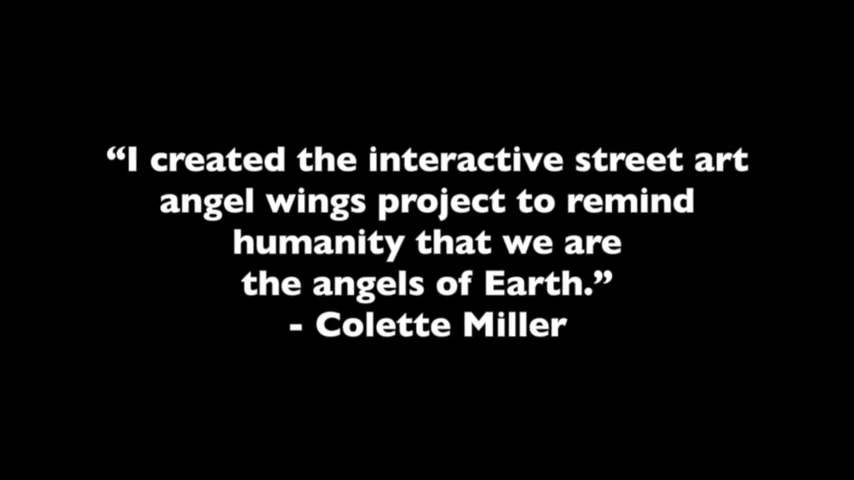 “I created the interactive street art
angel wings project to remind
humanity that we are
the angels of Earth.”
- Colette Miller